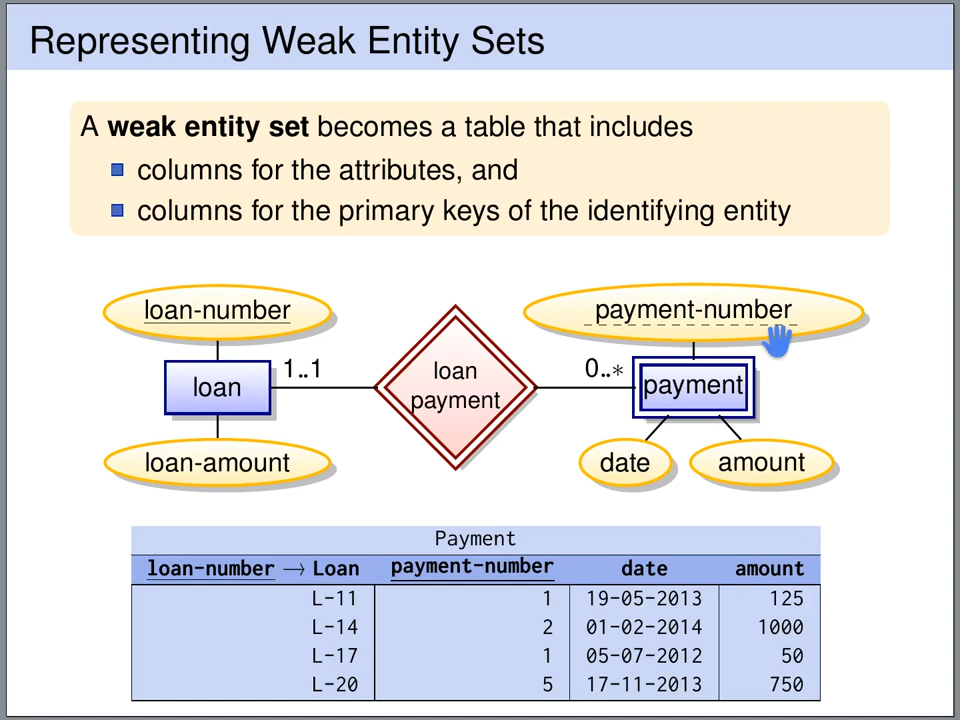 Representing Weak Entity Sets
A weak entity set becomes a table that includes
columns for the attributes, and
columns for the primary keys of the identifying entity
loan-number
payment-number
loan
1..1
loan
payment
0..*
payment
loan-amount
date
amount
Payment
loan-number → Loan payment-number date amount
L-11 1 19-05-2013 125
L-14 2 01-02-2014 1000
L-17 1 05-07-2012 50
L-20 5 17-11-2013 750